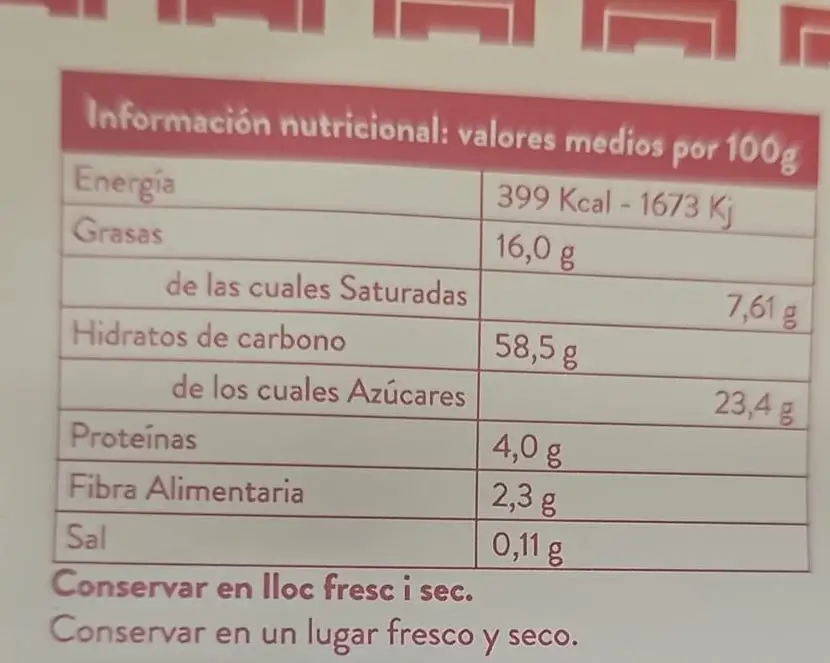 Información nutricional: valores medios por 100g
Energía 399 Kcal - 1673 Kj
Grasas 16,0 g
de las cuales Saturadas 7,61 g
Hidratos de carbono 58,5 g
de los cuales Azúcares 23,4 g
Proteínas 4,0 g
Fibra Alimentaria 2,3 g
Sal 0,11 g
Conservar en lloc fresc i sec.
Conservar en un lugar fresco y seco.